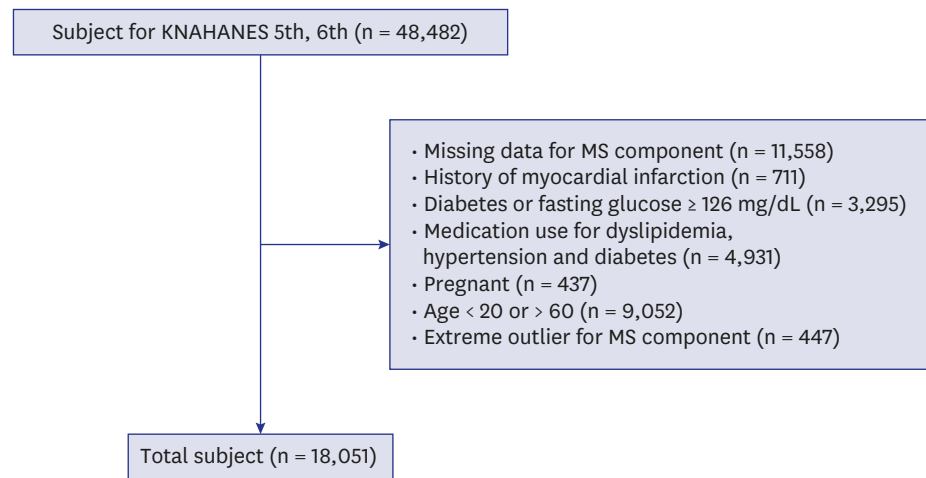 Subject for KNAHANES 5th, 6th (n = 48,482)
· Missing data for MS component (n = 11,558)
· History of myocardial infarction (n = 711)
· Diabetes or fasting glucose ≥ 126 mg/dL (n = 3,295)
· Medication use for dyslipidemia,
hypertension and diabetes (n = 4,931)
· Pregnant (n = 437)
· Age < 20 or > 60 (n = 9,052)
· Extreme outlier for MS component (n = 447)
Total subject (n = 18,051)